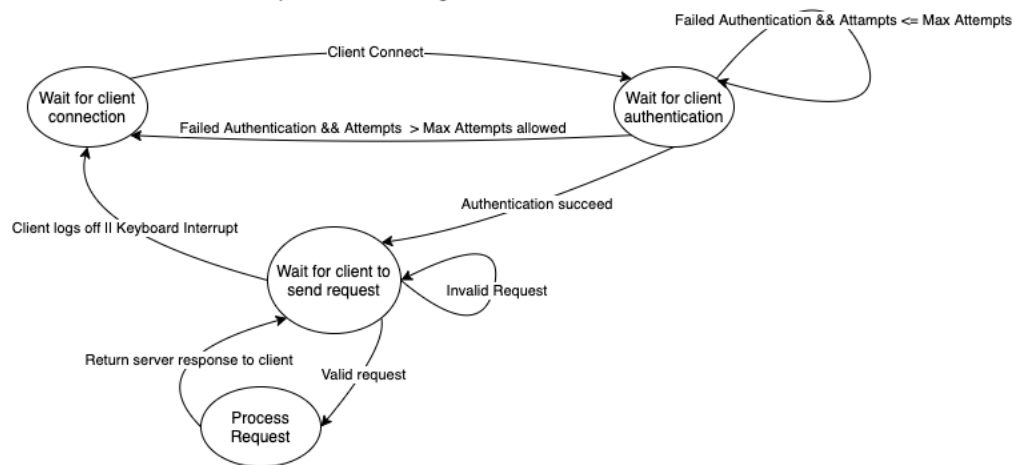 Failed Authentication && Attampts <= Max Attempts
Client Connect
Wait for client
connection
Wait for client
authentication
Failed Authentication && Attempts > Max Attempts allowed
Authentication succeed
Client logs off II Keyboard Interrupt
Wait for client to
send request
Invalid Request
Return server response to client
Valid request
Process
Request